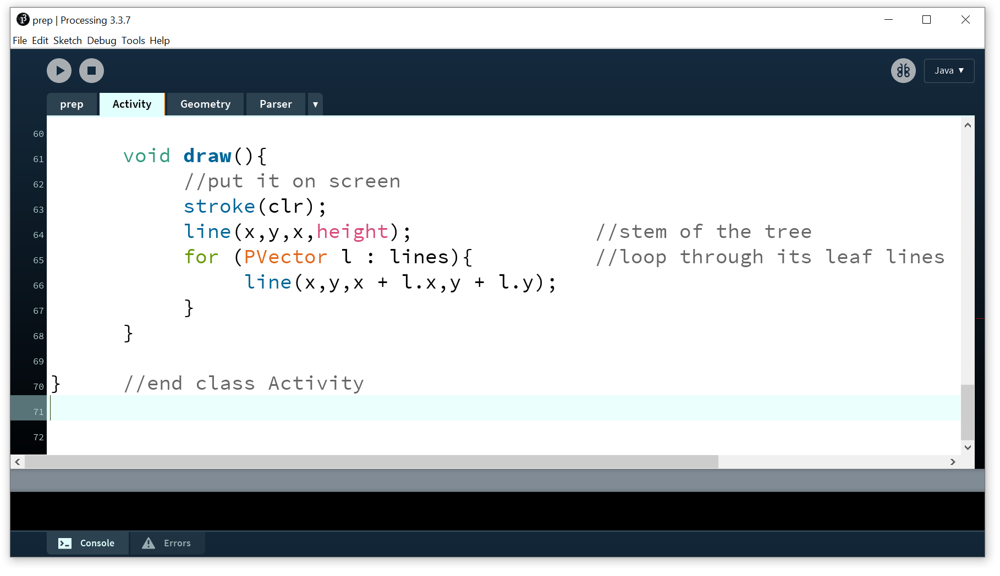 prep | Processing 3.3.7
File Edit Sketch Debug Tools Help
Java ▼
prep Activity Geometry Parser ▼
60
61 void draw(){
62 //put it on screen
63 stroke(clr);
64 line(x,y,x,height); //stem of the tree
65 for (PVector l : lines){ //loop through its leaf lines
66 line(x,y,x + l.x,y + l.y);
67 }
68 }
69
70 } //end class Activity
71
72
Console Errors